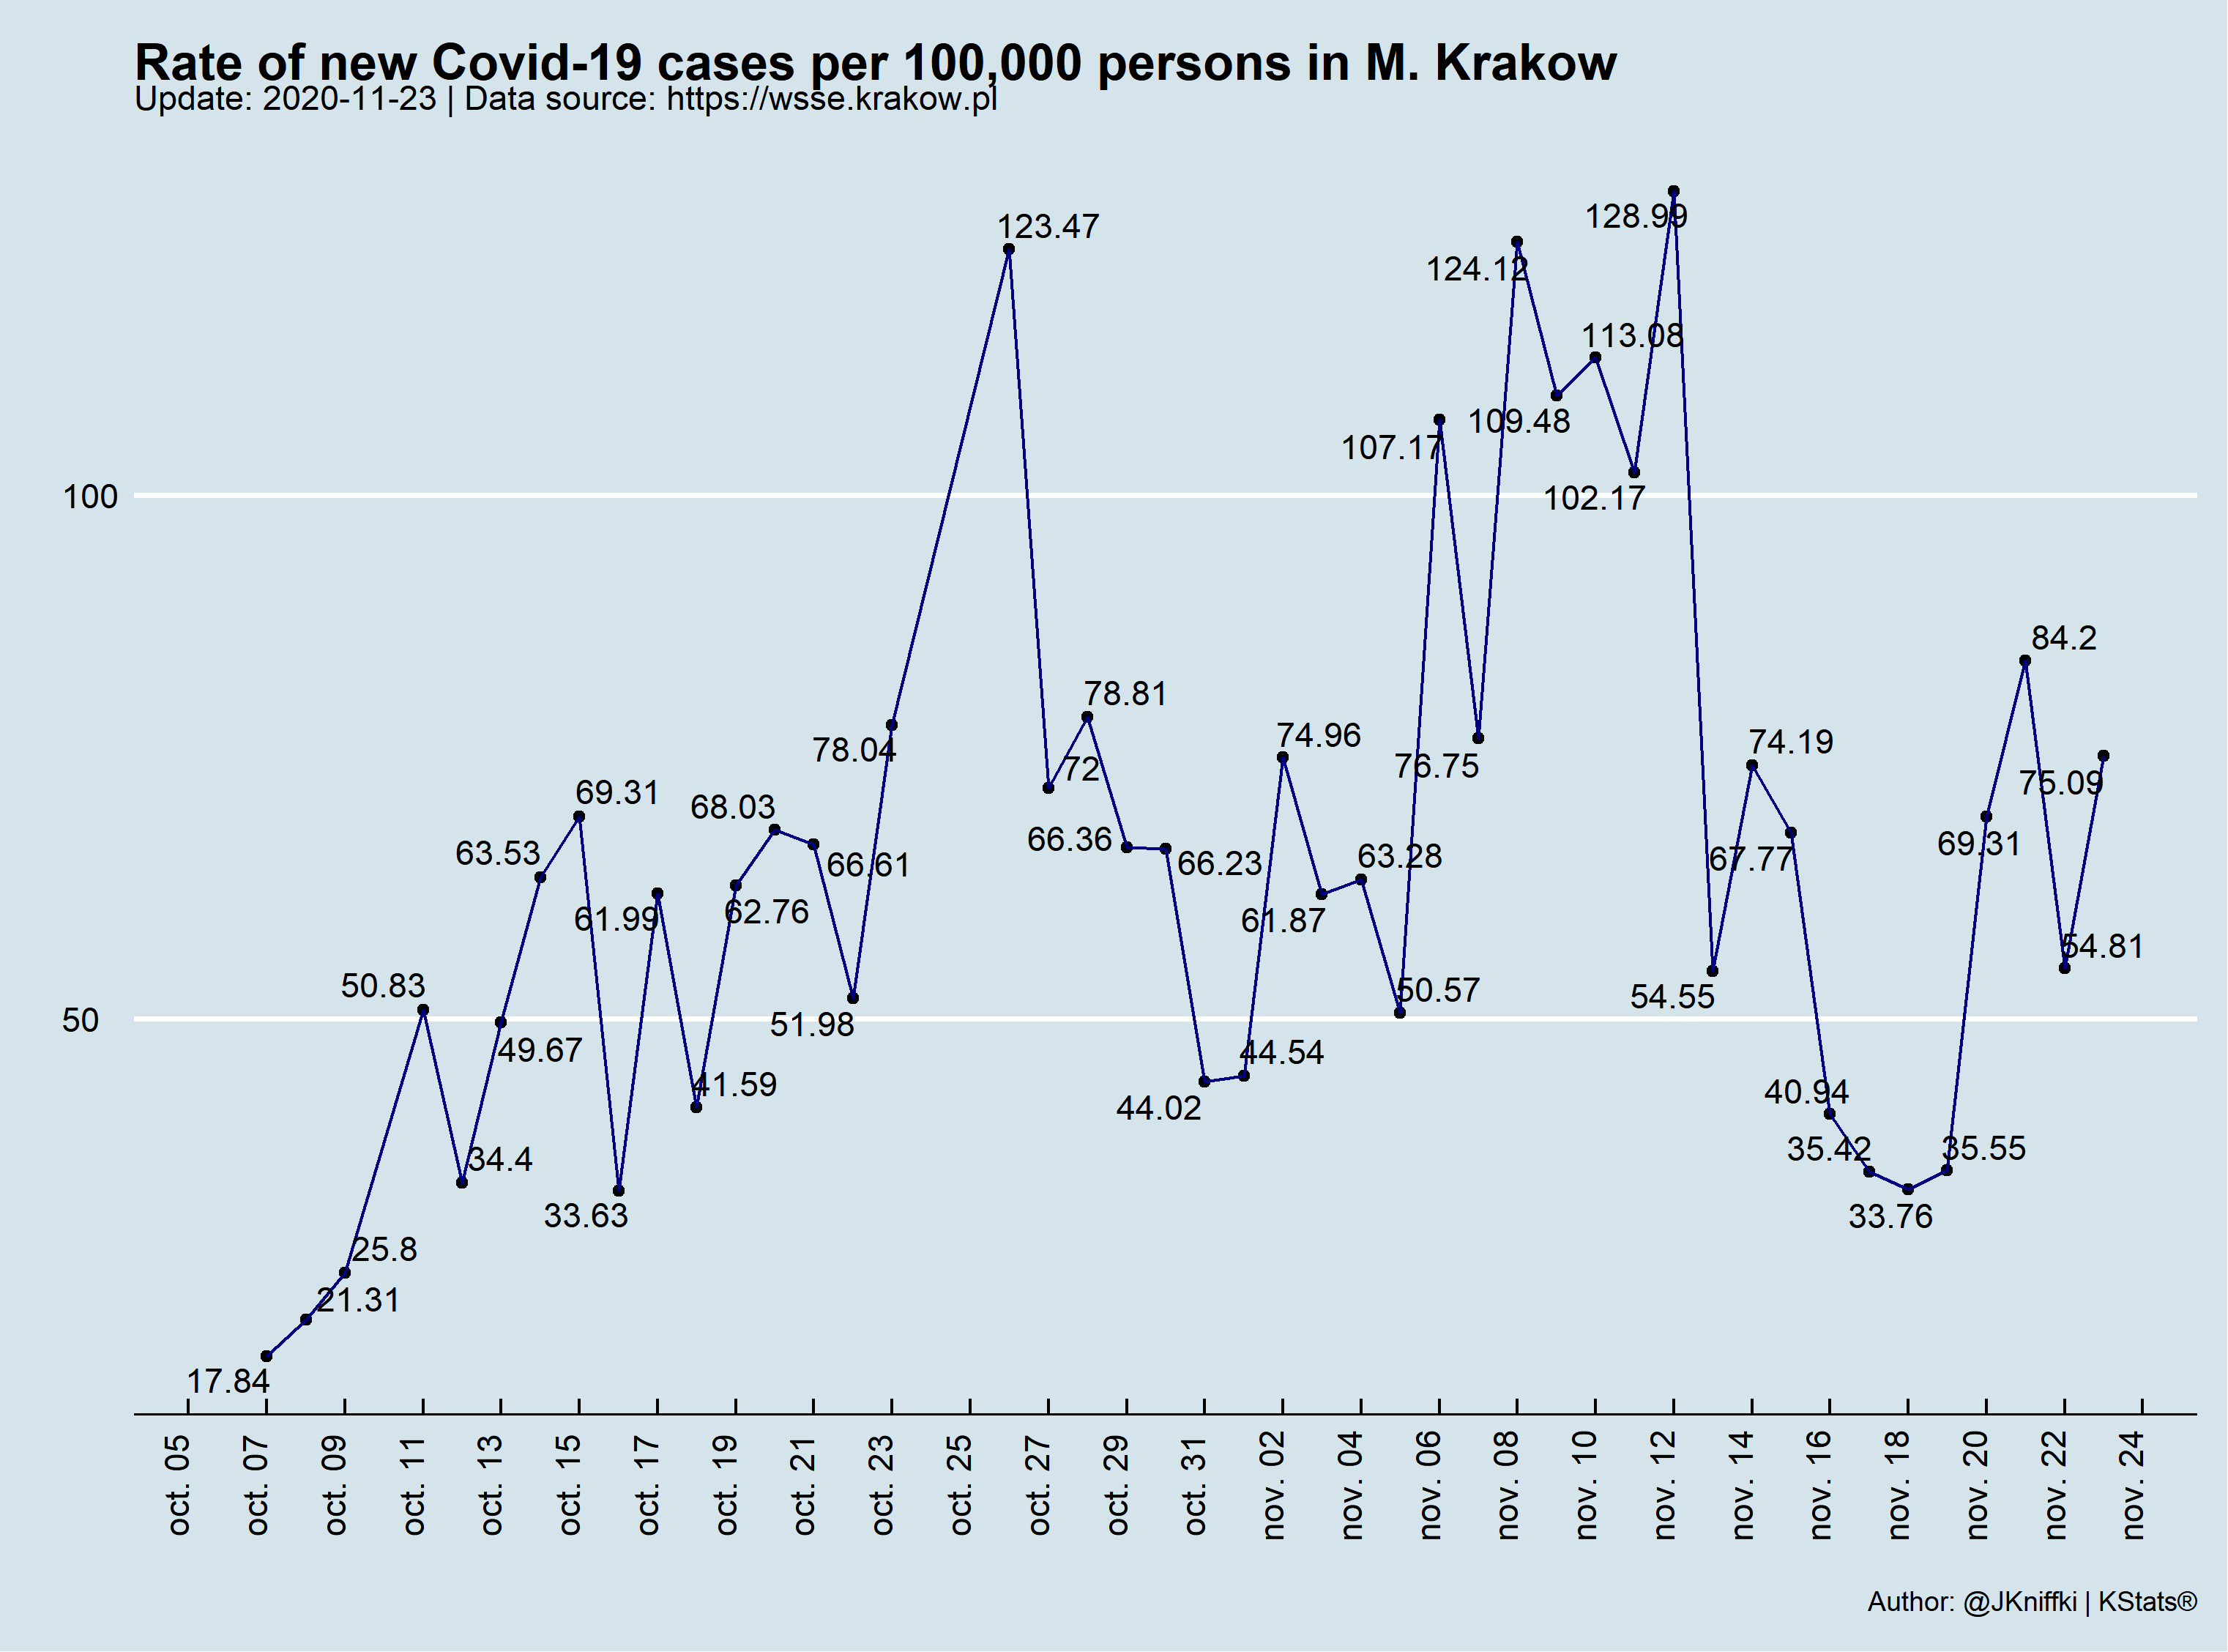 Rate of new Covid-19 cases per 100,000 persons in M. Krakow
Update: 2020-11-23 | Data source: https://wsse.krakow.pl
128.99
123.47
124.12
113.08
109.48
107.17
100
102.17
84.2
78.81
74.96
74.19
78.04
72
76.75
75.09
69.31
68.03
66.36
69.31
63.53
66.61
66.23
63.28
67.77
61.99
62.76
61.87
54.81
50.83
50.57
54.55
50
51.98
49.67
44.54
41.59
44.02
40.94
34.4
35.42
35.55
33.63
33.76
25.8
21.31
17.84
oct. 05
oct. 07
oct. 09
oct. 11
oct. 13
oct. 15
oct. 17
oct. 19
oct. 21
oct. 23
oct. 25
oct. 27
oct. 29
oct. 31
nov. 02
nov. 04
nov. 06
nov. 08
nov. 10
nov. 12
nov. 14
nov. 16
nov. 18
nov. 20
nov. 22
nov. 24
Author: @JKniffki | KStats®